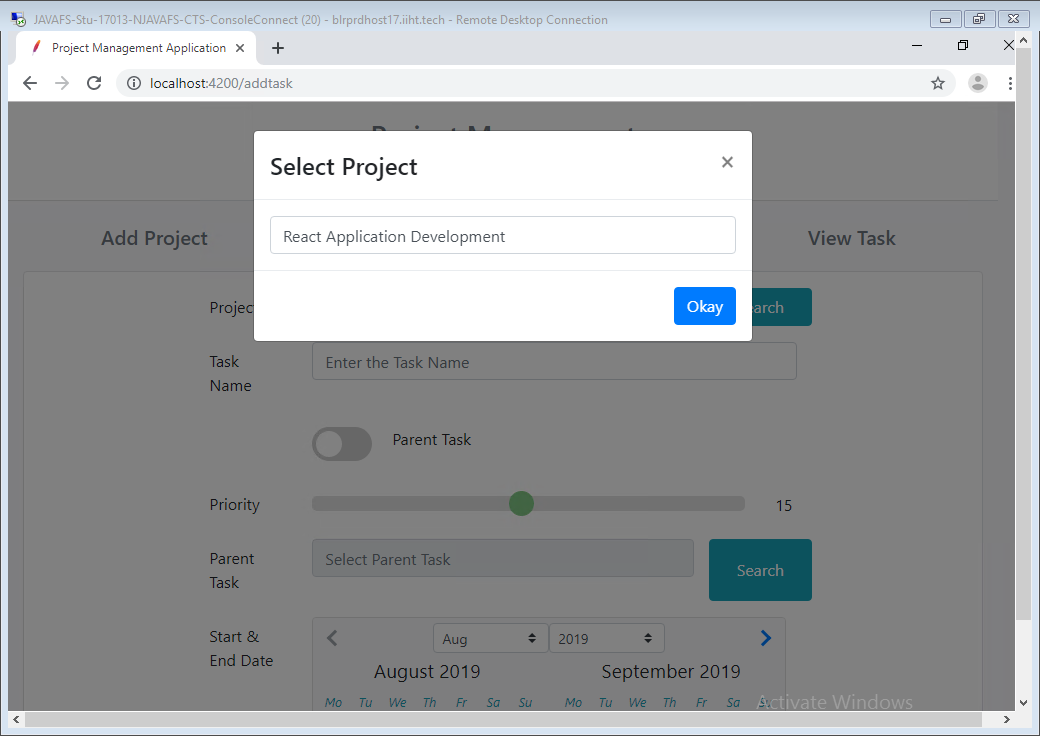 JAVAFS-Stu-17013-NJAVAFS-CTS-ConsoleConnect (20) - blrprdhost17.iiht.tech - Remote Desktop Connection
Project Management Application
localhost:4200/addtask
Project Management
Select Project
React Application Development
Add Project
View Task
Okay
Project
earch
Task Name
Enter the Task Name
Parent Task
Priority
15
Parent Task
Select Parent Task
Search
Start & End Date
Aug
2019
August 2019
September 2019
Mo Tu We Th Fr Sa Su
Mo Tu We Th Fr Sa
Activate Windows